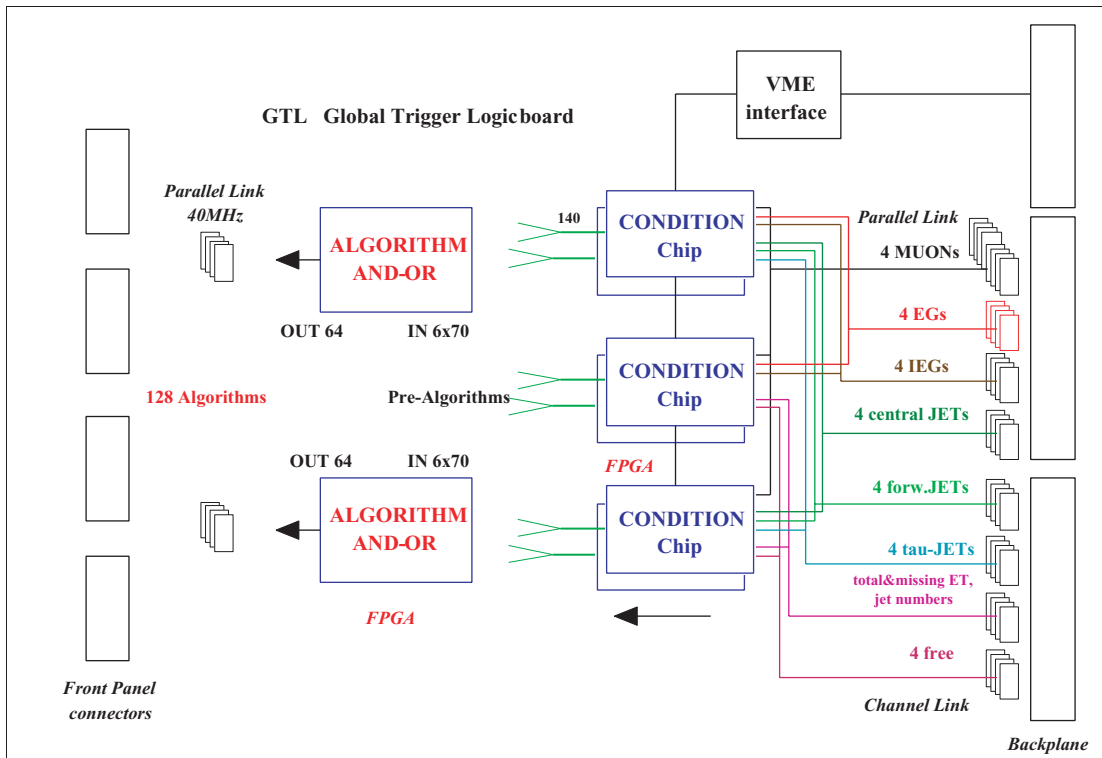 VME
interface
GTL Global Trigger Logicboard
Parallel Link
40MHz
ALGORITHM
AND-OR
OUT 64
IN 6x70
140
CONDITION
Chip
Parallel Link
4 MUONs
4 EGs
4 IEGs
4 central JETs
4 forw.JETs
4 tau-JETs
total&missing ET,
jet numbers
4 free
Channel Link
Backplane
128 Algorithms
Pre-Algorithms
CONDITION
Chip
FPGA
OUT 64
IN 6x70
ALGORITHM
AND-OR
FPGA
CONDITION
Chip
Front Panel
connectors